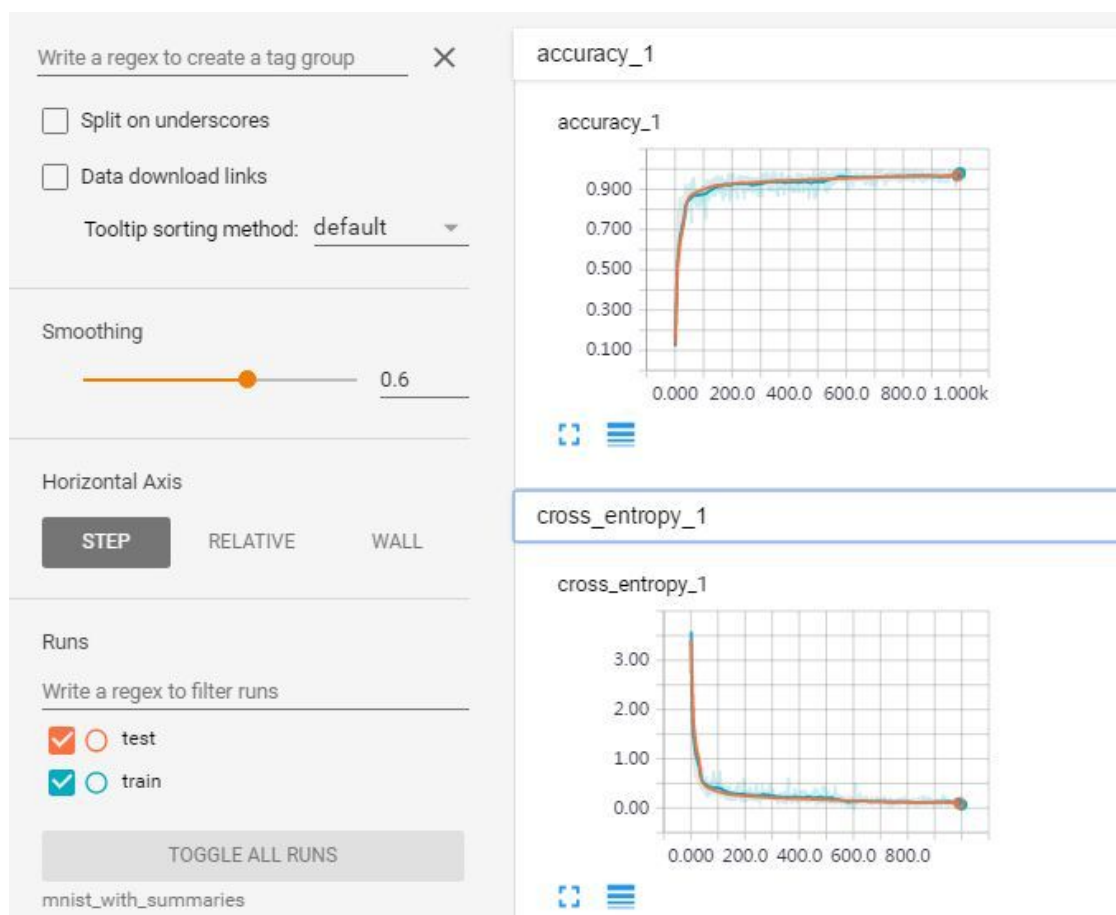 Write a regex to create a tag group
Split on underscores
Data download links
Tooltip sorting method: default
Smoothing
0.6
Horizontal Axis
STEP RELATIVE WALL
Runs
Write a regex to filter runs
test
train
TOGGLE ALL RUNS
mnist_with_summaries
accuracy_1
accuracy_1
0.900
0.700
0.500
0.300
0.100
0.000 200.0 400.0 600.0 800.0 1.000k
cross_entropy_1
cross_entropy_1
3.00
2.00
1.00
0.00
0.000 200.0 400.0 600.0 800.0